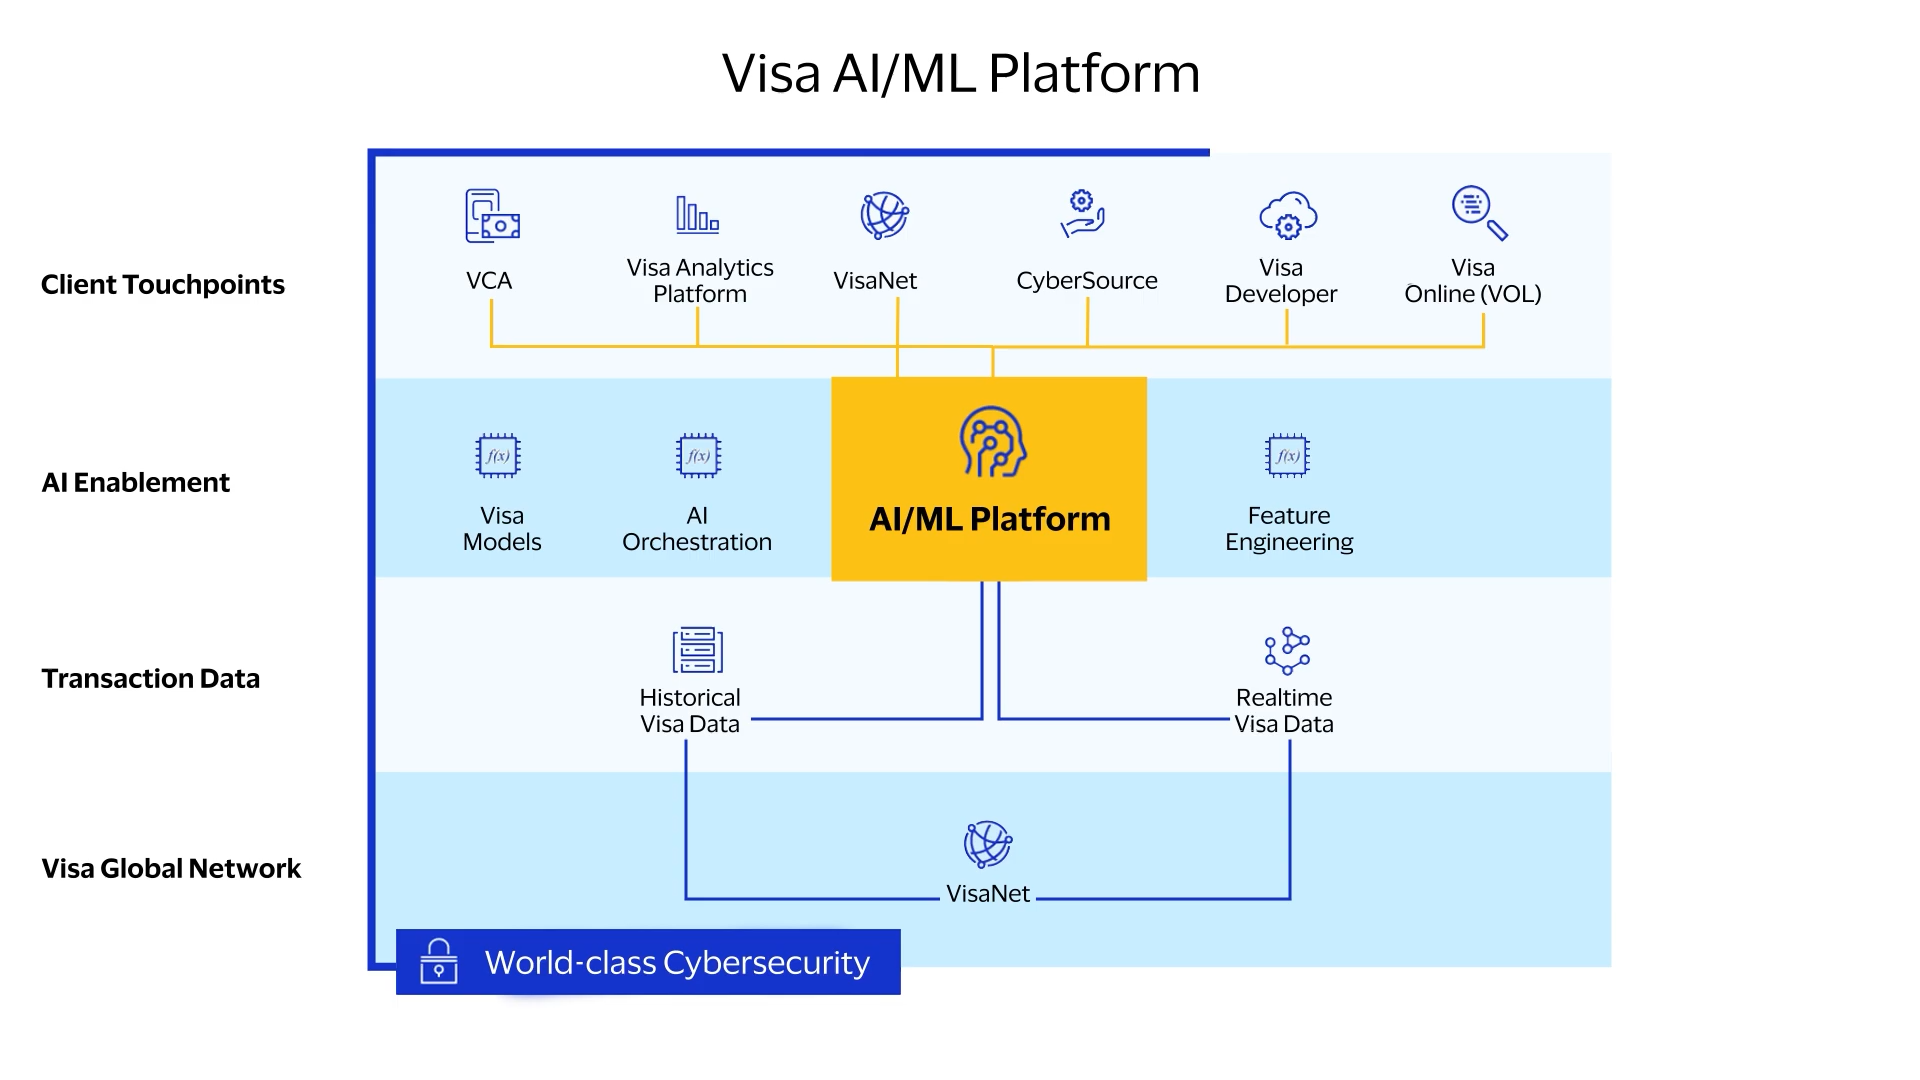 Visa AI/ML Platform
Client Touchpoints
VCA
Visa Analytics
Platform
VisaNet
CyberSource
Visa
Developer
Visa
Online (VOL)
AI Enablement
f(x)
Visa
Models
f(x)
AI
Orchestration
AI/ML Platform
f(x)
Feature
Engineering
Transaction Data
Historical
Visa Data
Realtime
Visa Data
Visa Global Network
VisaNet
World-class Cybersecurity